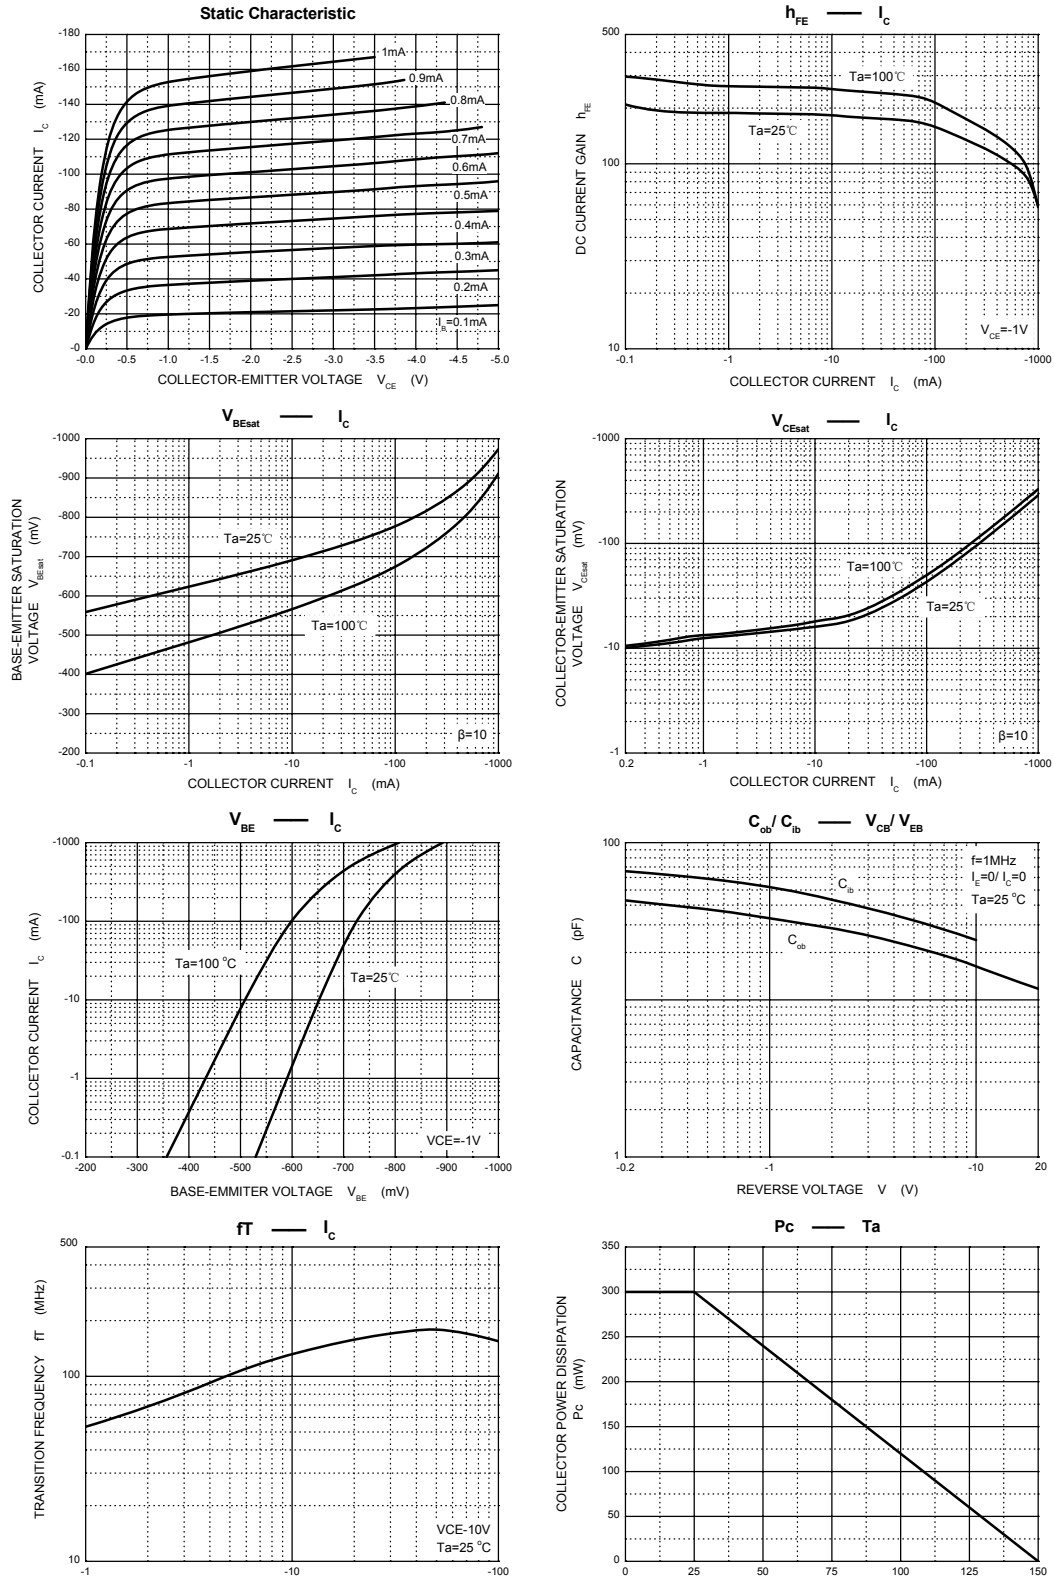 Static Characteristic
-180
-160
-140
-120
-100
-80
-60
-40
-20
-0
COLLECTOR CURRENT I_C (mA)
1mA
0.9mA
0.8mA
0.7mA
0.6mA
0.5mA
0.4mA
0.3mA
0.2mA
I_B=0.1mA
-0.0 -0.5 -1.0 -1.5 -2.0 -2.5 -3.0 -3.5 -4.0 -4.5 -5.0
COLLECTOR-EMITTER VOLTAGE V_CE (V)
h_FE —— I_C
500
100
10
DC CURRENT GAIN h_FE
Ta=100℃
Ta=25℃
V_CE=-1V
-0.1 -1 -10 -100 -1000
COLLECTOR CURRENT I_C (mA)
V_BEsat —— I_C
-1000
-900
-800
-700
-600
-500
-400
-300
-200
BASE-EMITTER SATURATION
VOLTAGE V_BEsat (mV)
Ta=25℃
Ta=100℃
β=10
-0.1 -1 -10 -100 -1000
COLLECTOR CURRENT I_C (mA)
V_CEsat —— I_C
-1000
-100
-10
-1
COLLECTOR-EMITTER SATURATION
VOLTAGE V_CEsat (mV)
Ta=100℃
Ta=25℃
β=10
0.2 -1 -10 -100 -1000
COLLECTOR CURRENT I_C (mA)
V_BE —— I_C
-1000
-100
-10
-1
-0.1
COLLCETOR CURRENT I_C (mA)
Ta=100 °C
Ta=25℃
VCE=-1V
-200 -300 -400 -500 -600 -700 -800 -900 -1000
BASE-EMMITER VOLTAGE V_BE (mV)
C_ob/ C_ib —— V_CB/ V_EB
100
1
CAPACITANCE C (pF)
f=1MHz
I_E=0/ I_C=0
Ta=25 °C
C_ib
C_ob
-0.2 -1 -10 20
REVERSE VOLTAGE V (V)
fT —— I_C
500
100
10
TRANSITION FREQUENCY fT (MHz)
VCE-10V
Ta=25 °C
-1 -10 -100
Pc —— Ta
350
300
250
200
150
100
50
0
COLLECTOR POWER DISSIPATION
Pc (mW)
0 25 50 75 100 125 150